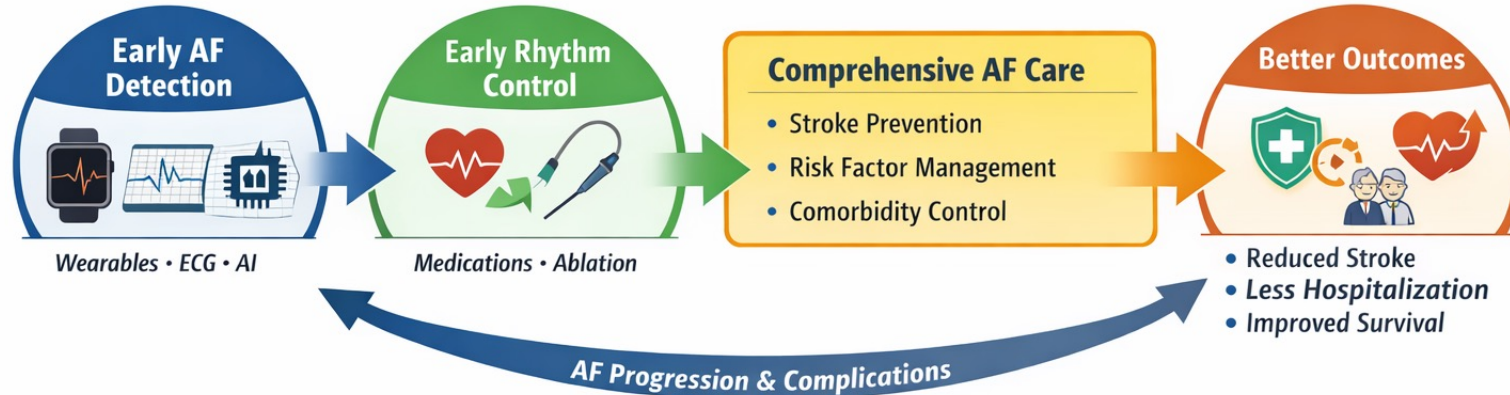 Early AF
Detection
Wearables • ECG • AI
Early Rhythm
Control
Medications • Ablation
Comprehensive AF Care
• Stroke Prevention
• Risk Factor Management
• Comorbidity Control
Better Outcomes
• Reduced Stroke
• Less Hospitalization
• Improved Survival
AF Progression & Complications